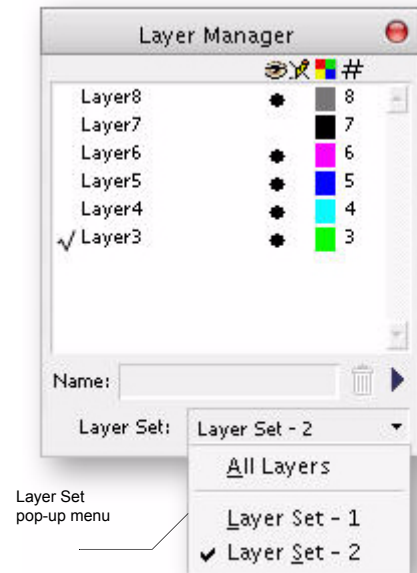 Layer Manager
#
Layer8 8
Layer7 7
Layer6 6
Layer5 5
Layer4 4
Layer3 3
Name:
Layer Set: Layer Set - 2
All Layers
Layer Set - 1
Layer Set - 2
Layer Set
pop-up menu